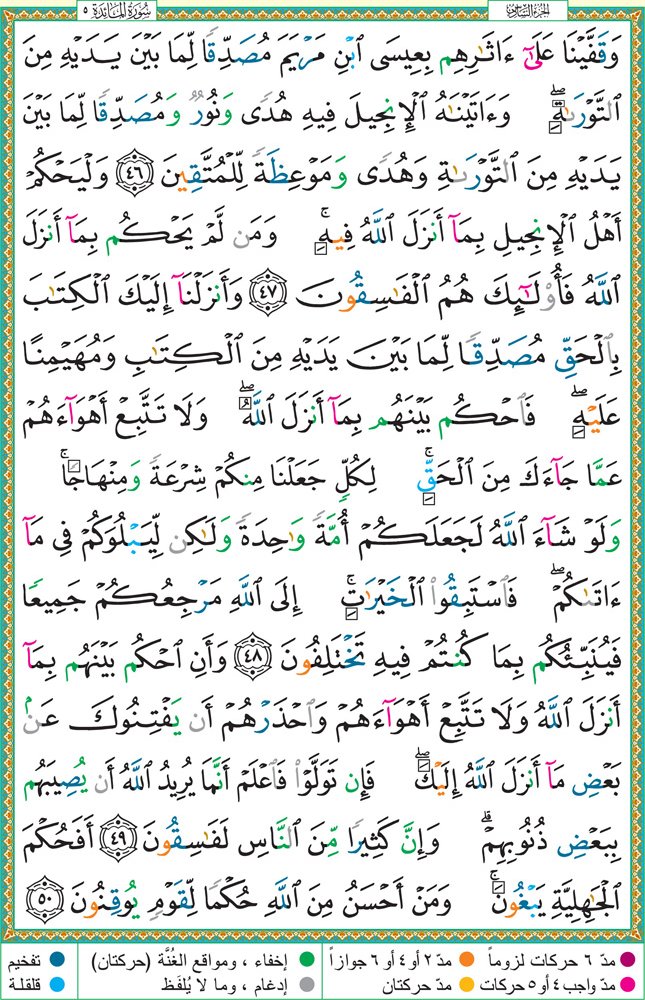 الجزء السادس
سُورَةُ المَائدة ٥
وَقَفَّيْنَا عَلَىٰٓ ءَاثَٰرِهِم بِعِيسَى ٱبْنِ مَرْيَمَ مُصَدِّقًا لِّمَا بَيْنَ يَدَيْهِ مِنَ
ٱلتَّوْرَىٰةِۖ وَءَاتَيْنَٰهُ ٱلْإِنجِيلَ فِيهِ هُدًى وَنُورٌ وَمُصَدِّقًا لِّمَا بَيْنَ
يَدَيْهِ مِنَ ٱلتَّوْرَىٰةِ وَهُدًى وَمَوْعِظَةً لِّلْمُتَّقِينَ ٤٦ وَلْيَحْكُمْ
أَهْلُ ٱلْإِنجِيلِ بِمَآ أَنزَلَ ٱللَّهُ فِيهِۚ وَمَن لَّمْ يَحْكُم بِمَآ أَنزَلَ
ٱللَّهُ فَأُو۟لَٰٓئِكَ هُمُ ٱلْفَٰسِقُونَ ٤٧ وَأَنزَلْنَآ إِلَيْكَ ٱلْكِتَٰبَ
بِٱلْحَقِّ مُصَدِّقًا لِّمَا بَيْنَ يَدَيْهِ مِنَ ٱلْكِتَٰبِ وَمُهَيْمِنًا
عَلَيْهِۖ فَٱحْكُم بَيْنَهُم بِمَآ أَنزَلَ ٱللَّهُۖ وَلَا تَتَّبِعْ أَهْوَآءَهُمْ
عَمَّا جَآءَكَ مِنَ ٱلْحَقِّۚ لِكُلٍّ جَعَلْنَا مِنكُمْ شِرْعَةً وَمِنْهَاجًاۚ
وَلَوْ شَآءَ ٱللَّهُ لَجَعَلَكُمْ أُمَّةً وَٰحِدَةً وَلَٰكِن لِّيَبْلُوَكُمْ فِى مَآ
ءَاتَىٰكُمْۖ فَٱسْتَبِقُوا۟ ٱلْخَيْرَٰتِۚ إِلَى ٱللَّهِ مَرْجِعُكُمْ جَمِيعًا
فَيُنَبِّئُكُم بِمَا كُنتُمْ فِيهِ تَخْتَلِفُونَ ٤٨ وَأَنِ ٱحْكُم بَيْنَهُم بِمَآ
أَنزَلَ ٱللَّهُ وَلَا تَتَّبِعْ أَهْوَآءَهُمْ وَٱحْذَرْهُمْ أَن يَفْتِنُوكَ عَنۢ
بَعْضِ مَآ أَنزَلَ ٱللَّهُ إِلَيْكَۖ فَإِن تَوَلَّوْا۟ فَٱعْلَمْ أَنَّمَا يُرِيدُ ٱللَّهُ أَن يُصِيبَهُم
بِبَعْضِ ذُنُوبِهِمْۗ وَإِنَّ كَثِيرًا مِّنَ ٱلنَّاسِ لَفَٰسِقُونَ ٤٩ أَفَحُكْمَ
ٱلْجَٰهِلِيَّةِ يَبْغُونَۚ وَمَنْ أَحْسَنُ مِنَ ٱللَّهِ حُكْمًا لِّقَوْمٍ يُوقِنُونَ ٥٠
مدّ ٦ حركات لزوماً مدّ ٢ أو ٤ أو ٦ جوازاً إخفاء ، ومواقع الغُنَّة (حركتان) تفخيم
مدّ واجب ٤ أو ٥ حركات مدّ حركتان إدغام ، وما لا يُلفَظ قلقلة